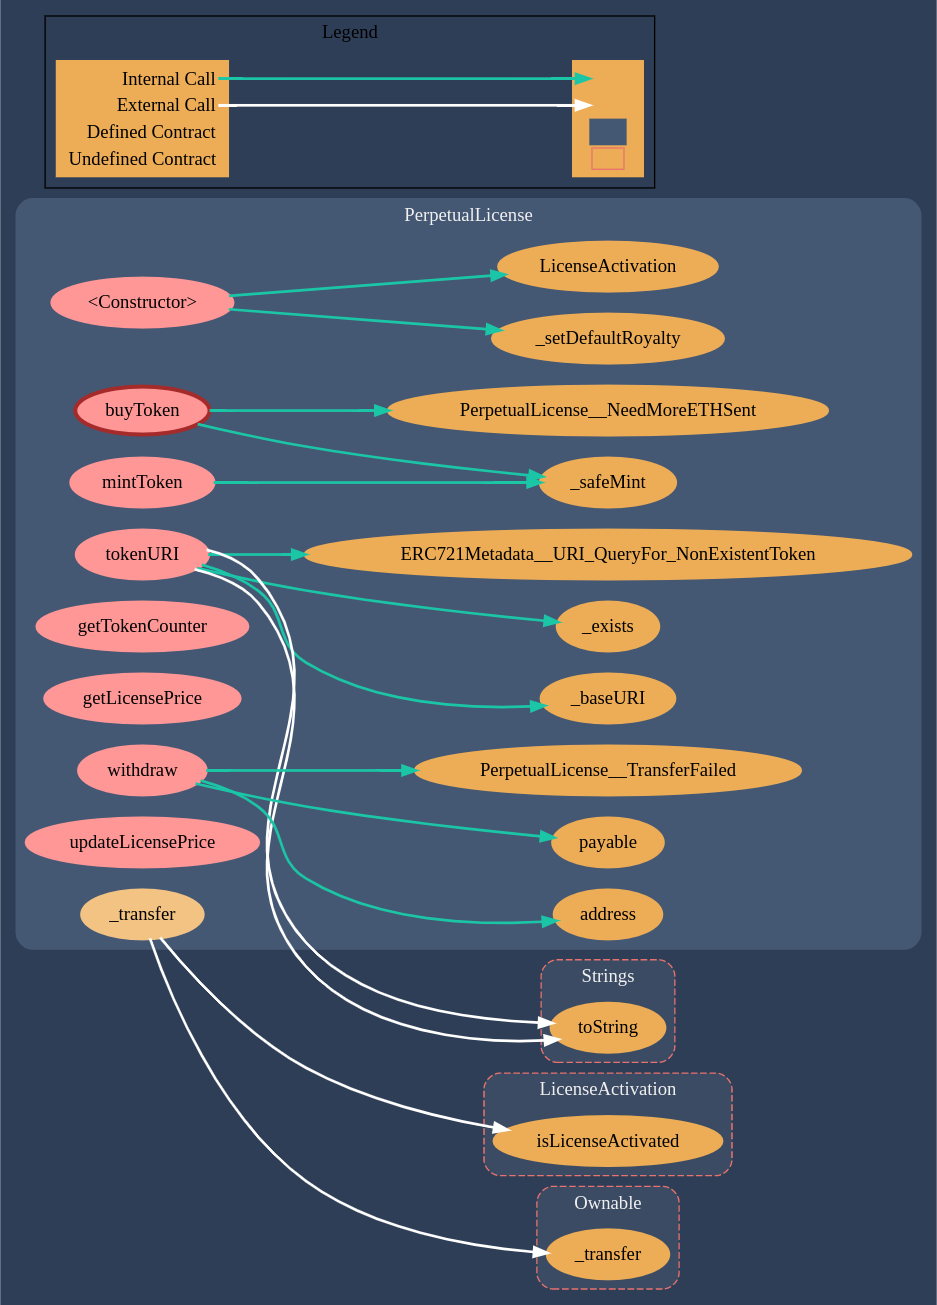 Legend
Internal Call
External Call
Defined Contract
Undefined Contract
PerpetualLicense
<Constructor>
LicenseActivation
_setDefaultRoyalty
buyToken
PerpetualLicense__NeedMoreETHSent
mintToken
_safeMint
tokenURI
ERC721Metadata__URI_QueryFor_NonExistentToken
getTokenCounter
_exists
getLicensePrice
_baseURI
withdraw
PerpetualLicense__TransferFailed
updateLicensePrice
payable
_transfer
address
Strings
toString
LicenseActivation
isLicenseActivated
Ownable
_transfer